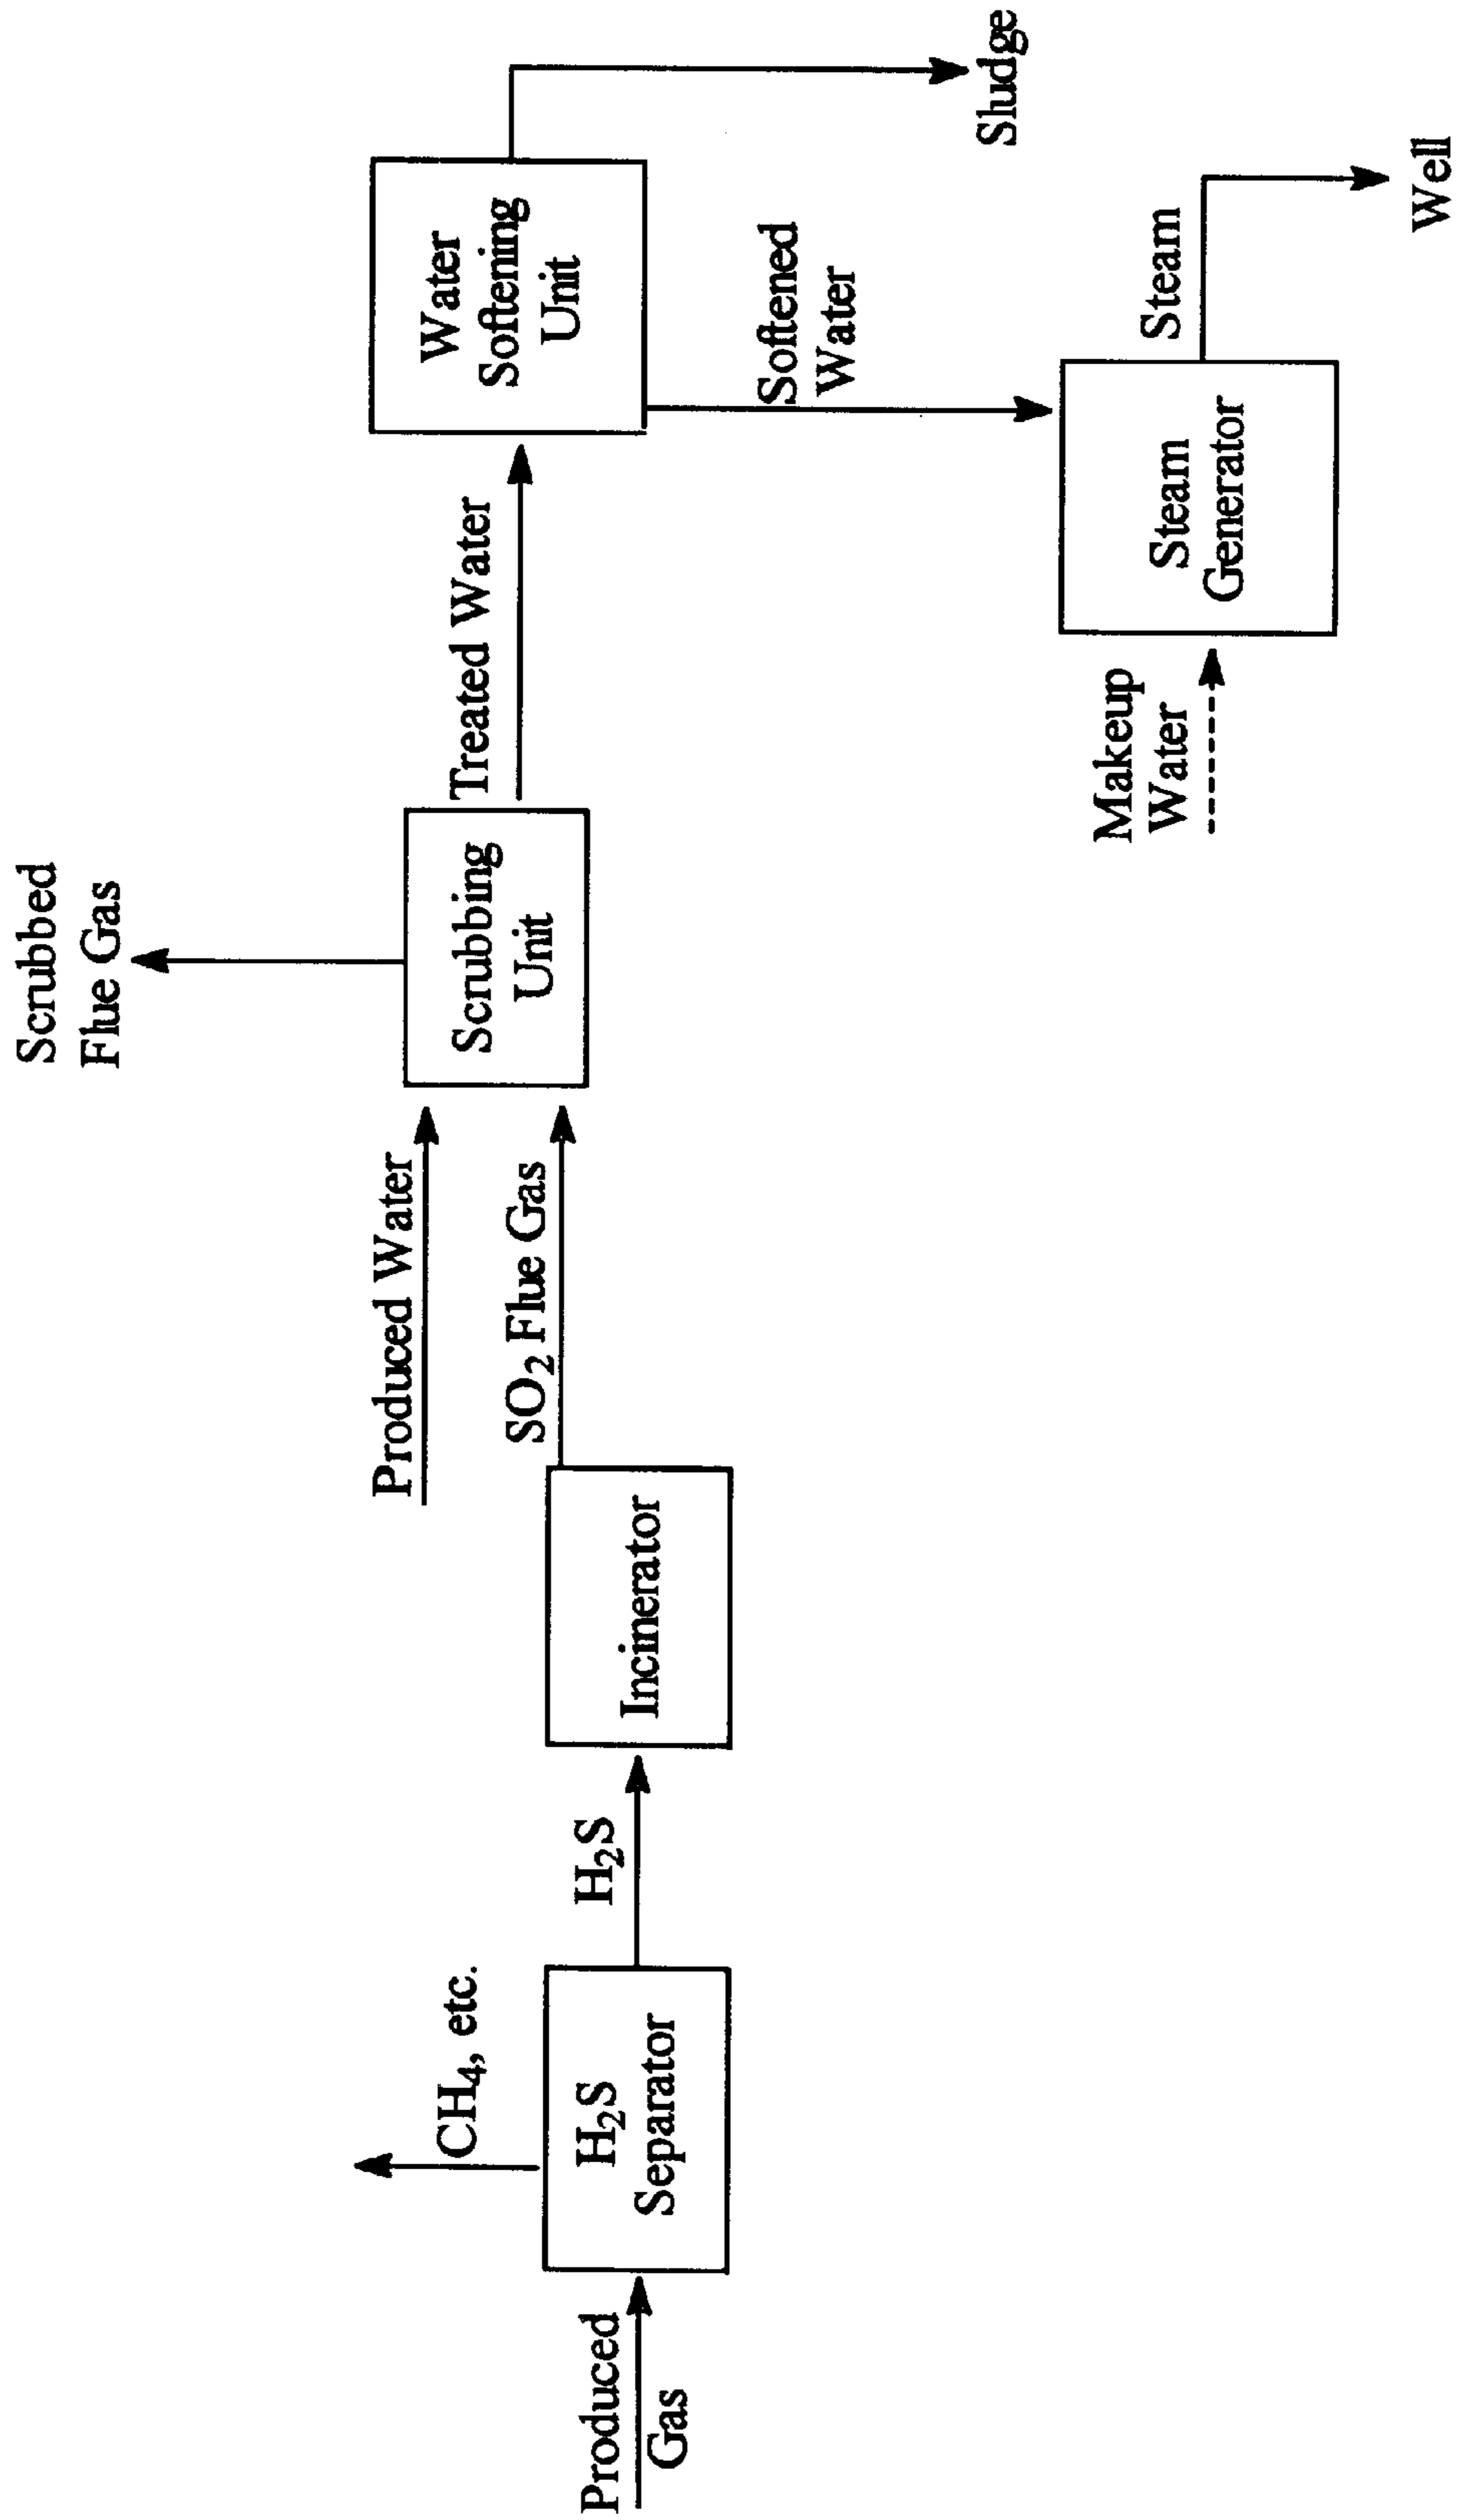 Produced
Gas
H₂S
Separator
CH₄, etc.
H₂S
Incinerator
Produced Water
SO₂ Flue Gas
Scrubbed
Flue Gas
Scrubbing
Unit
Treated Water
Water
Softening
Unit
Sludge
Softened
Water
Makeup
Water
Steam
Generator
Steam
Well